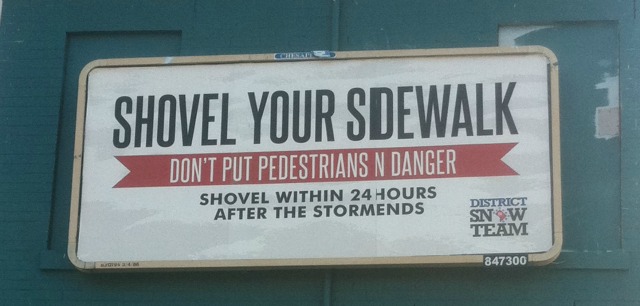 SHOVEL YOUR SDEWALK
DON'T PUT PEDESTRIANS N DANGER
SHOVEL WITHIN 24 HOURS
AFTER THE STORMENDS
DISTRICT
SNOW
TEAM
847300